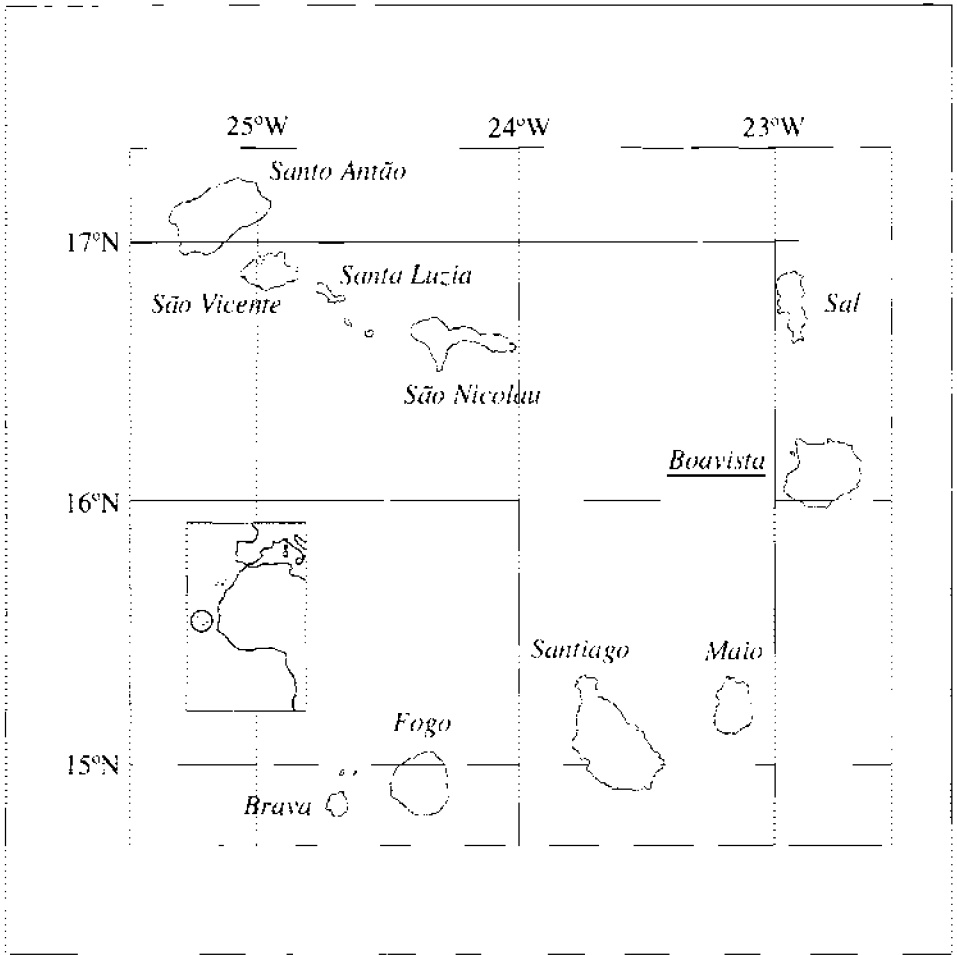 25°W 24°W 23°W
Santo Antão
17°N
Santa Luzia
São Vicente
Sal
São Nicolau
Boavista
16°N
Santiago
Maio
Fogo
15°N
Brava